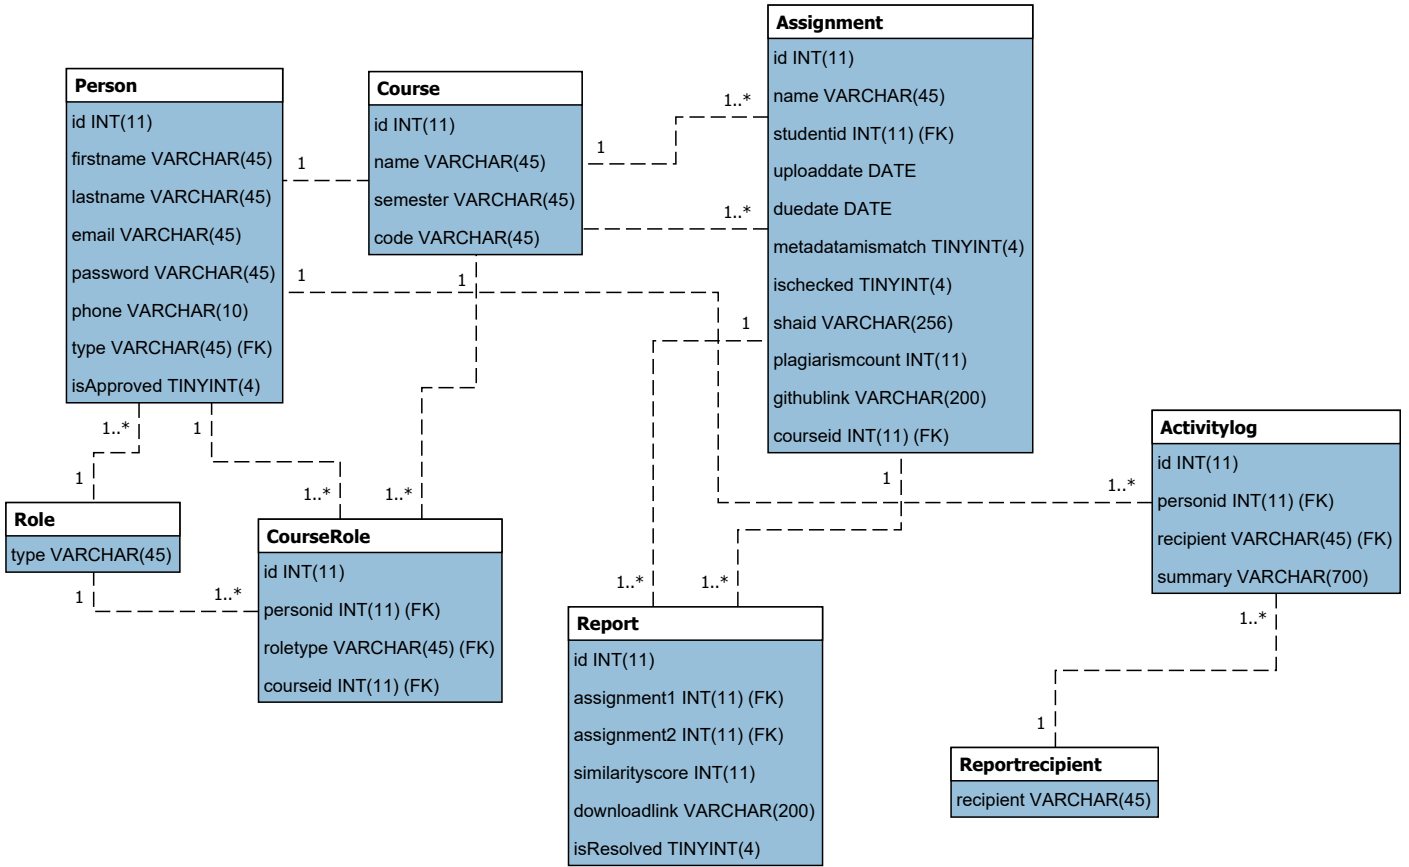 Person
id INT(11)
firstname VARCHAR(45)
lastname VARCHAR(45)
email VARCHAR(45)
password VARCHAR(45)
phone VARCHAR(10)
type VARCHAR(45) (FK)
isApproved TINYINT(4)
Course
id INT(11)
name VARCHAR(45)
semester VARCHAR(45)
code VARCHAR(45)
Assignment
id INT(11)
name VARCHAR(45)
studentid INT(11) (FK)
uploaddate DATE
duedate DATE
metadatamismatch TINYINT(4)
ischecked TINYINT(4)
shaid VARCHAR(256)
plagiarismcount INT(11)
githublink VARCHAR(200)
courseid INT(11) (FK)
1
1
1..*
1..*
1
1
1
1..*
1
1
1..*
1..*
1
1..*
Role
type VARCHAR(45)
1
1..*
CourseRole
id INT(11)
personid INT(11) (FK)
roletype VARCHAR(45) (FK)
courseid INT(11) (FK)
1
1..*
1..*
Report
id INT(11)
assignment1 INT(11) (FK)
assignment2 INT(11) (FK)
similarityscore INT(11)
downloadlink VARCHAR(200)
isResolved TINYINT(4)
Activitylog
id INT(11)
personid INT(11) (FK)
recipient VARCHAR(45) (FK)
summary VARCHAR(700)
1..*
1
Reportrecipient
recipient VARCHAR(45)